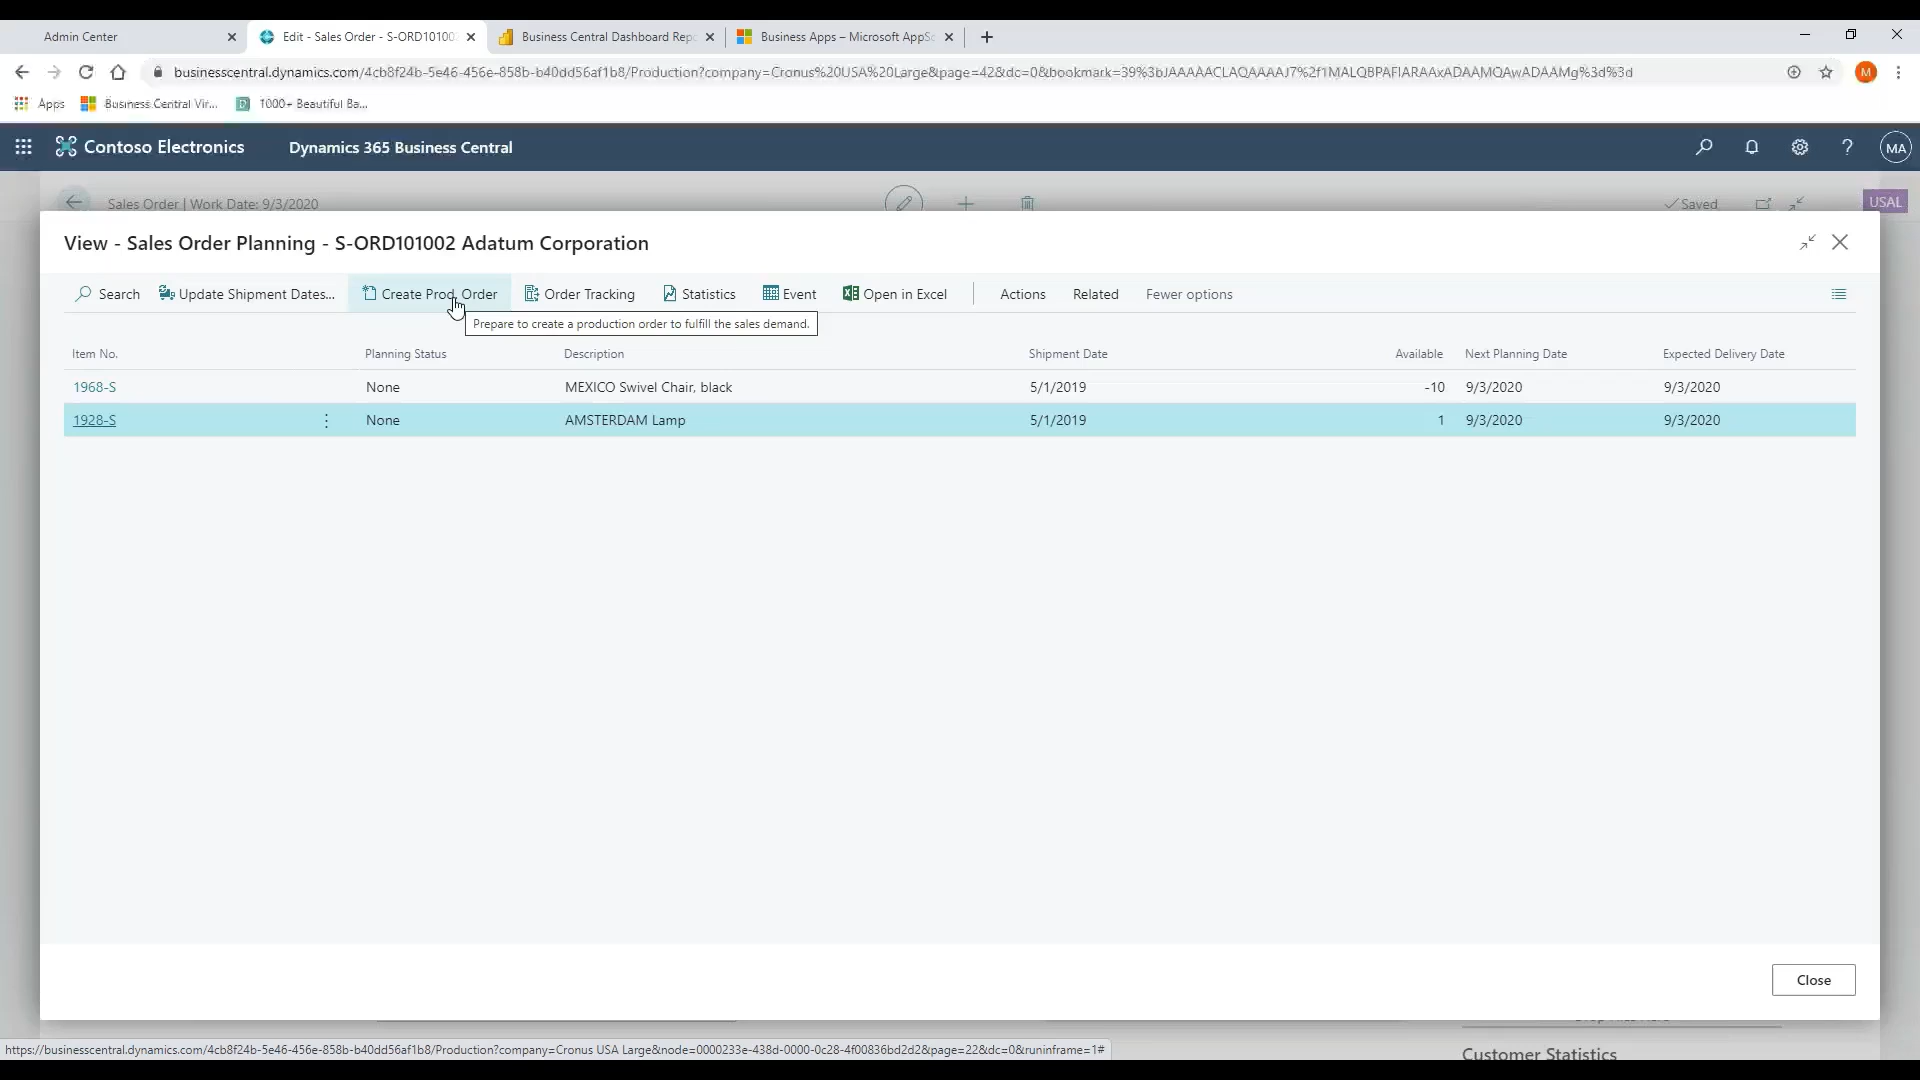 Admin Center
Edit - Sales Order - S-ORD101002
Business Central Dashboard Repo
Business Apps – Microsoft AppSo
businesscentral.dynamics.com/4cb8f24b-5e46-456e-858b-b40dd56af1b8/Production?company=Cronus%20USA%20Large&page=42&dc=0&bookmark=39%3bJAAAAACLAQAAAAJ7%2f1MALQBPAFIARAAxADAAMQAwADAAMg%3d%3d
M
Apps
Business Central Vir...
1000+ Beautiful Ba...
Contoso Electronics
Dynamics 365 Business Central
MA
Sales Order | Work Date: 9/3/2020
Saved
USAL
View - Sales Order Planning - S-ORD101002 Adatum Corporation
Search
Update Shipment Dates...
Create Prod. Order
Order Tracking
Statistics
Event
Open in Excel
Actions
Related
Fewer options
Prepare to create a production order to fulfill the sales demand.
Item No. Planning Status Description Shipment Date Available Next Planning Date Expected Delivery Date
1968-S None MEXICO Swivel Chair, black 5/1/2019 -10 9/3/2020 9/3/2020
1928-S None AMSTERDAM Lamp 5/1/2019 1 9/3/2020 9/3/2020
Close
https://businesscentral.dynamics.com/4cb8f24b-5e46-456e-858b-b40dd56af1b8/Production?company=Cronus USA Large&node=0000233e-438d-0000-0c28-4f00836bd2d2&page=22&dc=0&runinframe=1#
Customer Statistics